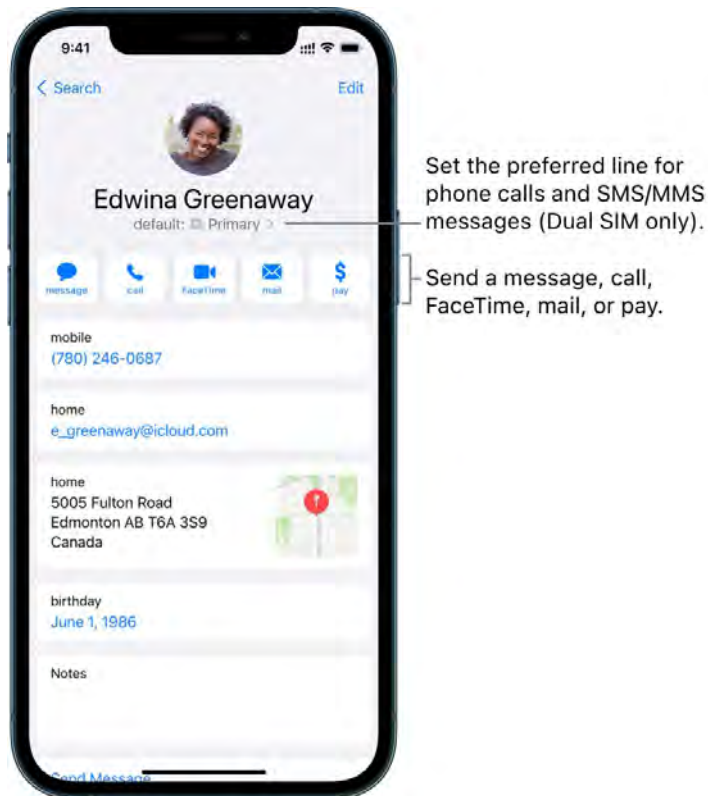 9:41
Search
Edit
Edwina Greenaway
default: Primary
message
call
FaceTime
mail
pay
mobile
(780) 246-0687
home
e_greenaway@icloud.com
home
5005 Fulton Road
Edmonton AB T6A 3S9
Canada
birthday
June 1, 1986
Notes
Send Message
Set the preferred line for
phone calls and SMS/MMS
messages (Dual SIM only).
Send a message, call,
FaceTime, mail, or pay.